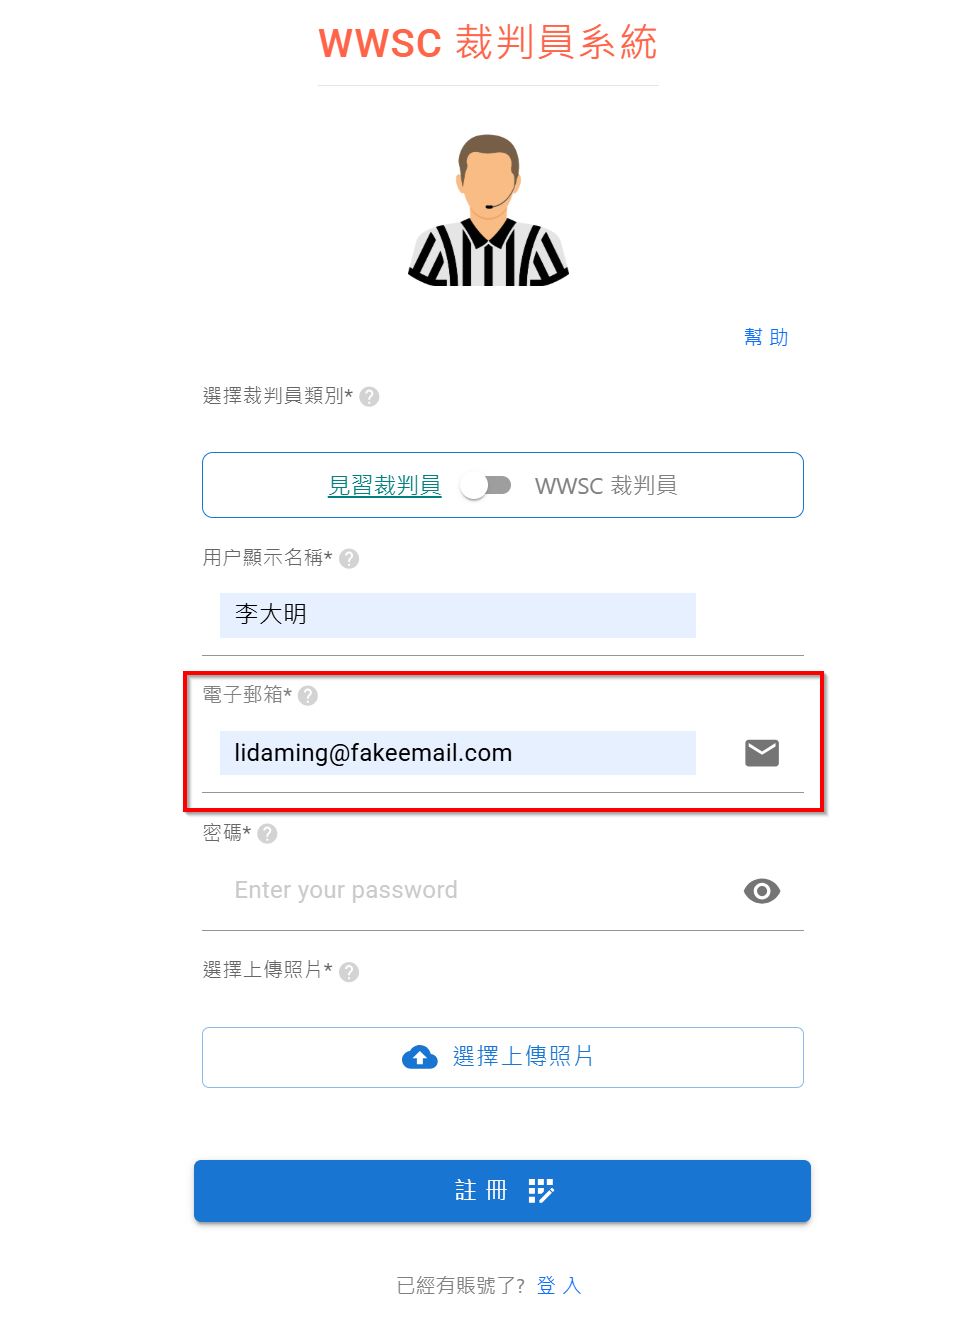 WWSC 裁判員系統
幫助
選擇裁判員類別* ?
見習裁判員 WWSC 裁判員
用户顯示名稱* ?
李大明
電子郵箱* ?
lidaming@fakeemail.com
密碼* ?
Enter your password
選擇上傳照片* ?
選擇上傳照片
註冊
已經有賬號了? 登入